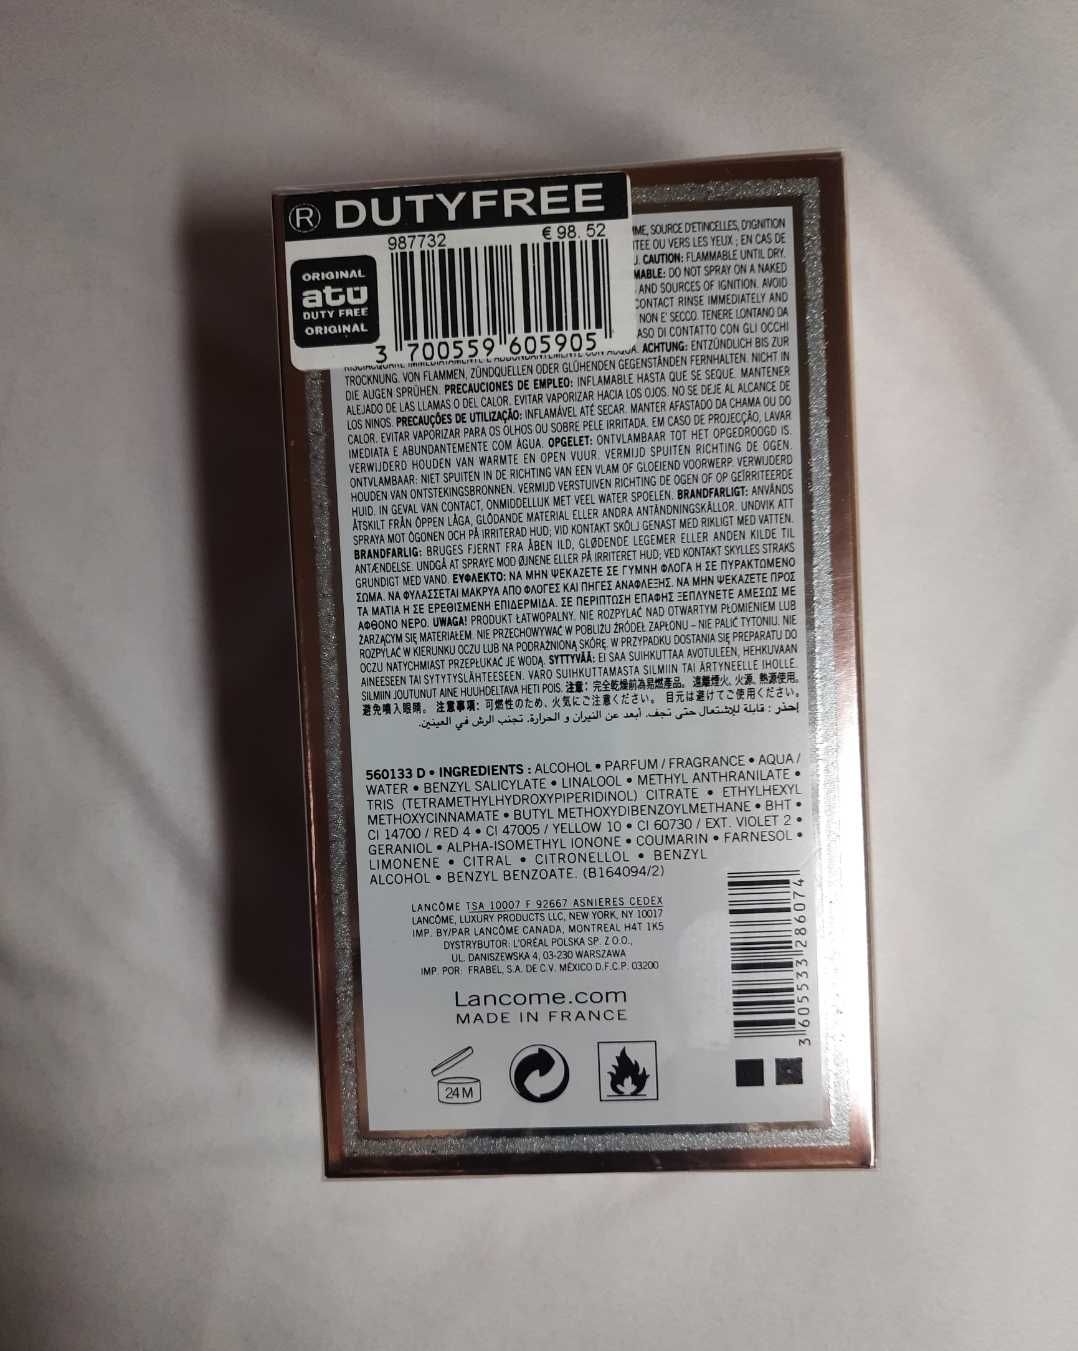 ® DUTYFREE
987732 € 98. 52
ORIGINAL
atü
DUTY FREE
ORIGINAL
3 700559 605905
SOURCE D'ETINCELLES, D'IGNITION
OU VERS LES YEUX ; EN CAS DE
CAUTION: FLAMMABLE UNTIL DRY.
DO NOT SPRAY ON A NAKED
AND SOURCES OF IGNITION. AVOID
CONTACT RINSE IMMEDIATELY AND
NON E' SECCO. TENERE LONTANO DA
DI CONTATTO CON GLI OCCHI
ACQUA. ACHTUNG: ENTZÜNDLICH BIS ZUR
TROCKNUNG. VON FLAMMEN, ZÜNDQUELLEN ODER GLÜHENDEN GEGENSTÄNDEN FERNHALTEN. NICHT IN
DIE AUGEN SPRÜHEN. PRECAUCIONES DE EMPLEO: INFLAMABLE HASTA QUE SE SEQUE. MANTENER
ALEJADO DE LAS LLAMAS O DEL CALOR. EVITAR VAPORIZAR HACIA LOS OJOS. NO SE DEJE AL ALCANCE DE
LOS NINOS. PRECAUÇÕES DE UTILIZAÇÃO: INFLAMÁVEL ATÉ SECAR. MANTER AFASTADO DA CHAMA OU DO
CALOR. EVITAR VAPORIZAR PARA OS OLHOS OU SOBRE PELE IRRITADA. EM CASO DE PROJECÇÃO, LAVAR
IMEDIATA E ABUNDANTEMENTE COM ÁGUA. OPGELET: ONTVLAMBAAR TOT HET OPGEDROOGD IS.
VERWIJDERD HOUDEN VAN WARMTE EN OPEN VUUR. VERMIJD SPUITEN RICHTING DE OGEN.
ONTVLAMBAAR: NIET SPUITEN IN DE RICHTING VAN EEN VLAM OF GLOEIEND VOORWERP. VERWIJDERD
HOUDEN VAN ONTSTEKINGSBRONNEN. VERMIJD VERSTUIVEN RICHTING DE OGEN OF OP GEÏRRITEERDE
HUID. IN GEVAL VAN CONTACT, ONMIDDELLIJK MET VEEL WATER SPOELEN. BRANDFARLIGT: ANVÄNDS
ÅTSKILT FRÅN ÖPPEN LÅGA, GLÖDANDE MATERIAL ELLER ANDRA ANTÄNDNINGSKÄLLOR. UNDVIK ATT
SPRAYA MOT ÖGONEN OCH PÅ IRRITERAD HUD; VID KONTAKT SKÖLJ GENAST MED RIKLIGT MED VATTEN.
BRANDFARLIG: BRUGES FJERNT FRA ÅBEN ILD, GLØDENDE LEGEMER ELLER ANDEN KILDE TIL
ANTÆNDELSE. UNDGÅ AT SPRAYE MOD ØJNENE ELLER PÅ IRRITERET HUD; VED KONTAKT SKYLLES STRAKS
GRUNDIGT MED VAND. ΕΥΦΛΕΚΤΟ: ΝΑ ΜΗΝ ΨΕΚΑΖΕΤΕ ΣΕ ΓΥΜΝΗ ΦΛΟΓΑ Η ΣΕ ΠΥΡΑΚΤΩΜΕΝΟ
ΣΩΜΑ. ΝΑ ΦΥΛΑΣΣΕΤΑΙ ΜΑΚΡΥΑ ΑΠΟ ΦΛΟΓΕΣ ΚΑΙ ΠΗΓΕΣ ΑΝΑΦΛΕΞΗΣ. ΝΑ ΜΗΝ ΨΕΚΑΖΕΤΕ ΠΡΟΣ
ΤΑ ΜΑΤΙΑ Η ΣΕ ΕΡΕΘΙΣΜΕΝΗ ΕΠΙΔΕΡΜΙΔΑ. ΣΕ ΠΕΡΙΠΤΩΣΗ ΕΠΑΦΗΣ ΞΕΠΛΥΝΕΤΕ ΑΜΕΣΩΣ ΜΕ
ΑΦΘΟΝΟ ΝΕΡΟ. UWAGA! PRODUKT ŁATWOPALNY. NIE ROZPYLAĆ NAD OTWARTYM PŁOMIENIEM LUB
ŻARZĄCYM SIĘ MATERIAŁEM. NIE PRZECHOWYWAĆ W POBLIŻU ŹRÓDEŁ ZAPŁONU – NIE PALIĆ TYTONIU. NIE
ROZPYLAĆ W KIERUNKU OCZU LUB NA PODRAŻNIONĄ SKÓRĘ. W PRZYPADKU DOSTANIA SIĘ PREPARATU DO
OCZU NATYCHMIAST PRZEPŁUKAĆ JE WODĄ. SYTTYVÄÄ: EI SAA SUIHKUTTAA AVOTULEEN, HEHKUVAAN
AINEESEEN TAI SYTYTYSLÄHTEESEEN. VARO SUIHKUTTAMASTA SILMIIN TAI ÄRTYNEELLE IHOLLE.
SILMIIN JOUTUNUT AINE HUUHDELTAVA HETI POIS. 注意：完全乾燥前為易燃產品。遠離煙火、火源、熱源使用。
避免噴入眼睛。注意事項：可燃性のため、火気にご注意ください。目元は避けてご使用ください。
إحذر : قابلة للإشتعال حتى تجف. أبعد عن النيران و الحرارة. تجنب الرش في العينين.
560133 D • INGREDIENTS : ALCOHOL • PARFUM / FRAGRANCE • AQUA /
WATER • BENZYL SALICYLATE • LINALOOL • METHYL ANTHRANILATE •
TRIS (TETRAMETHYLHYDROXYPIPERIDINOL) CITRATE • ETHYLHEXYL
METHOXYCINNAMATE • BUTYL METHOXYDIBENZOYLMETHANE • BHT •
CI 14700 / RED 4 • CI 47005 / YELLOW 10 • CI 60730 / EXT. VIOLET 2 •
GERANIOL • ALPHA-ISOMETHYL IONONE • COUMARIN • FARNESOL •
LIMONENE • CITRAL • CITRONELLOL • BENZYL
ALCOHOL • BENZYL BENZOATE. (B164094/2)
LANCÔME TSA 10007 F 92667 ASNIERES CEDEX
LANCÔME, LUXURY PRODUCTS LLC, NEW YORK, NY 10017
IMP. BY/PAR LANCÔME CANADA, MONTREAL H4T 1K5
DYSTRYBUTOR: L'ORÉAL POLSKA SP. Z O.O.,
UL. DANISZEWSKA 4, 03-230 WARSZAWA
IMP. POR: FRABEL, S.A. DE C.V. MÉXICO D.F.C.P. 03200
Lancome.com
MADE IN FRANCE
24 M
3 605533 286074